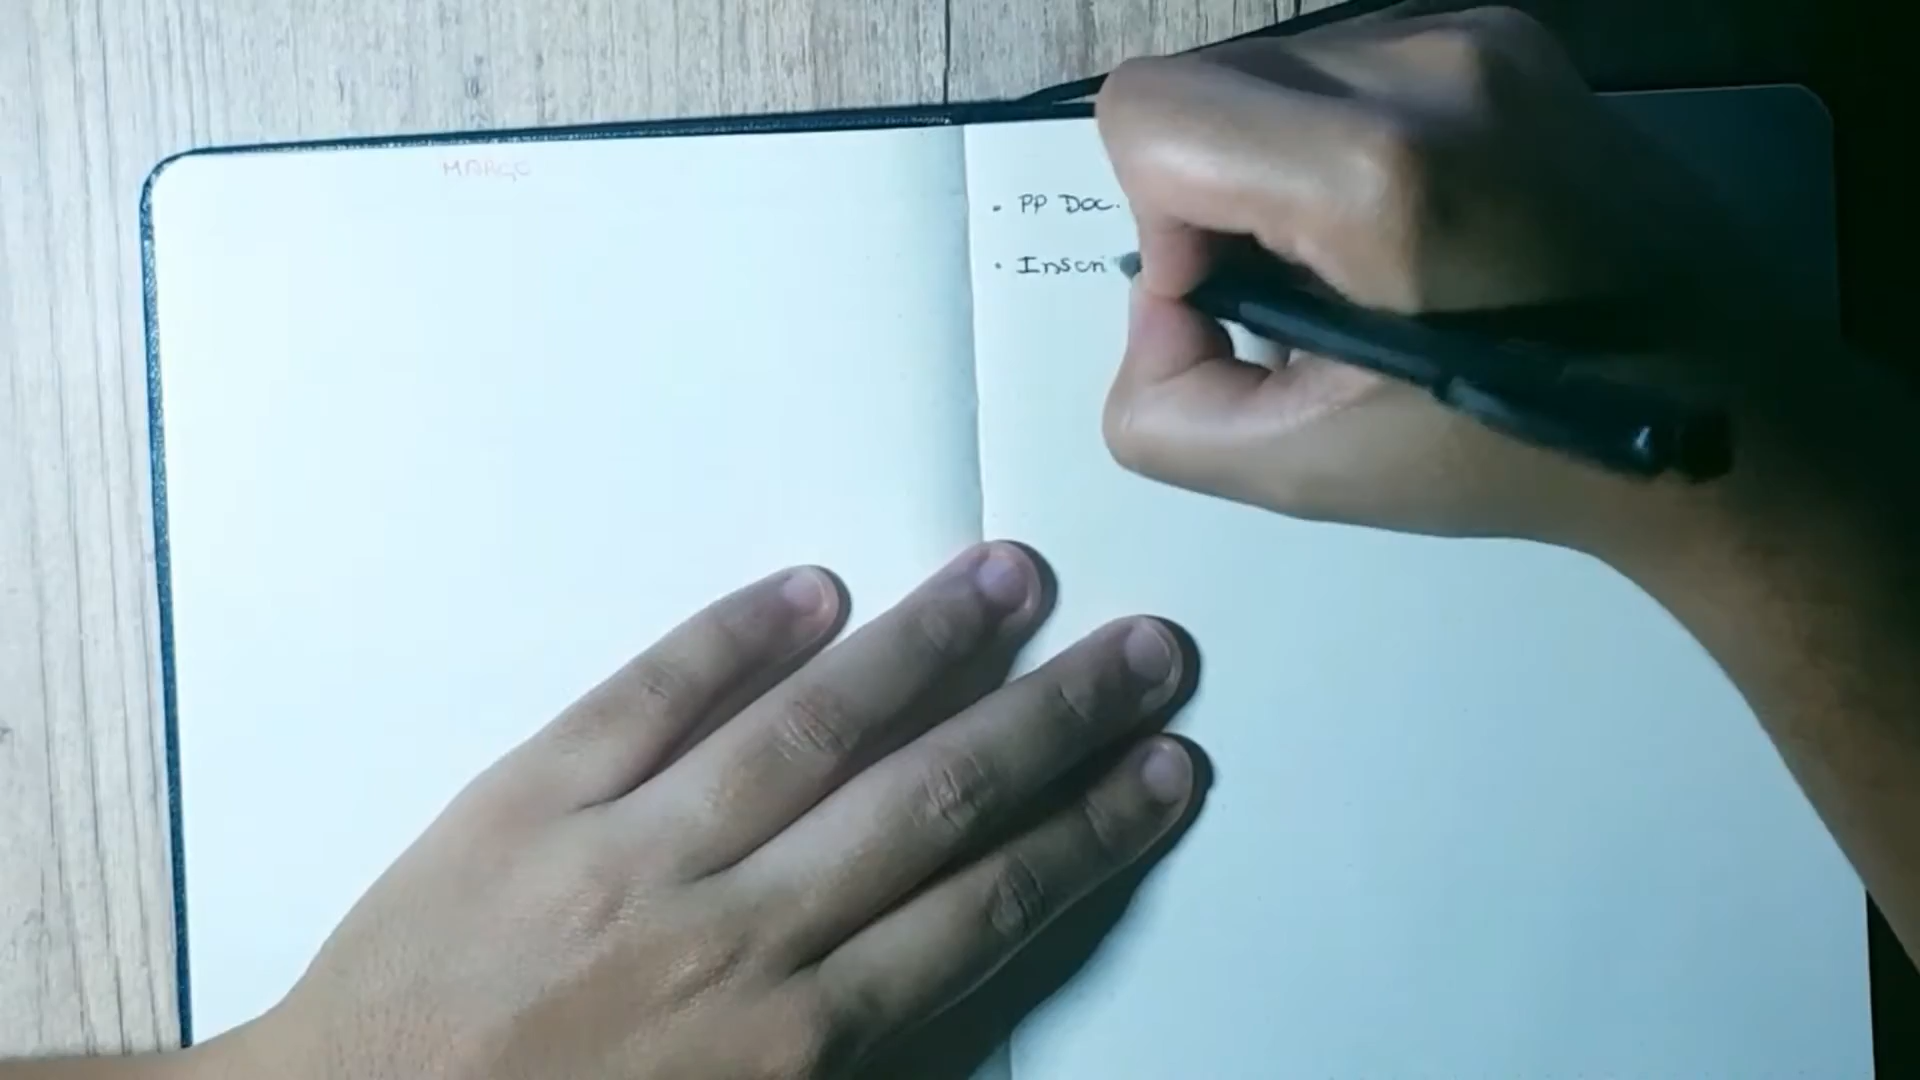 MARÇO
• PP Doc.
• Inscri